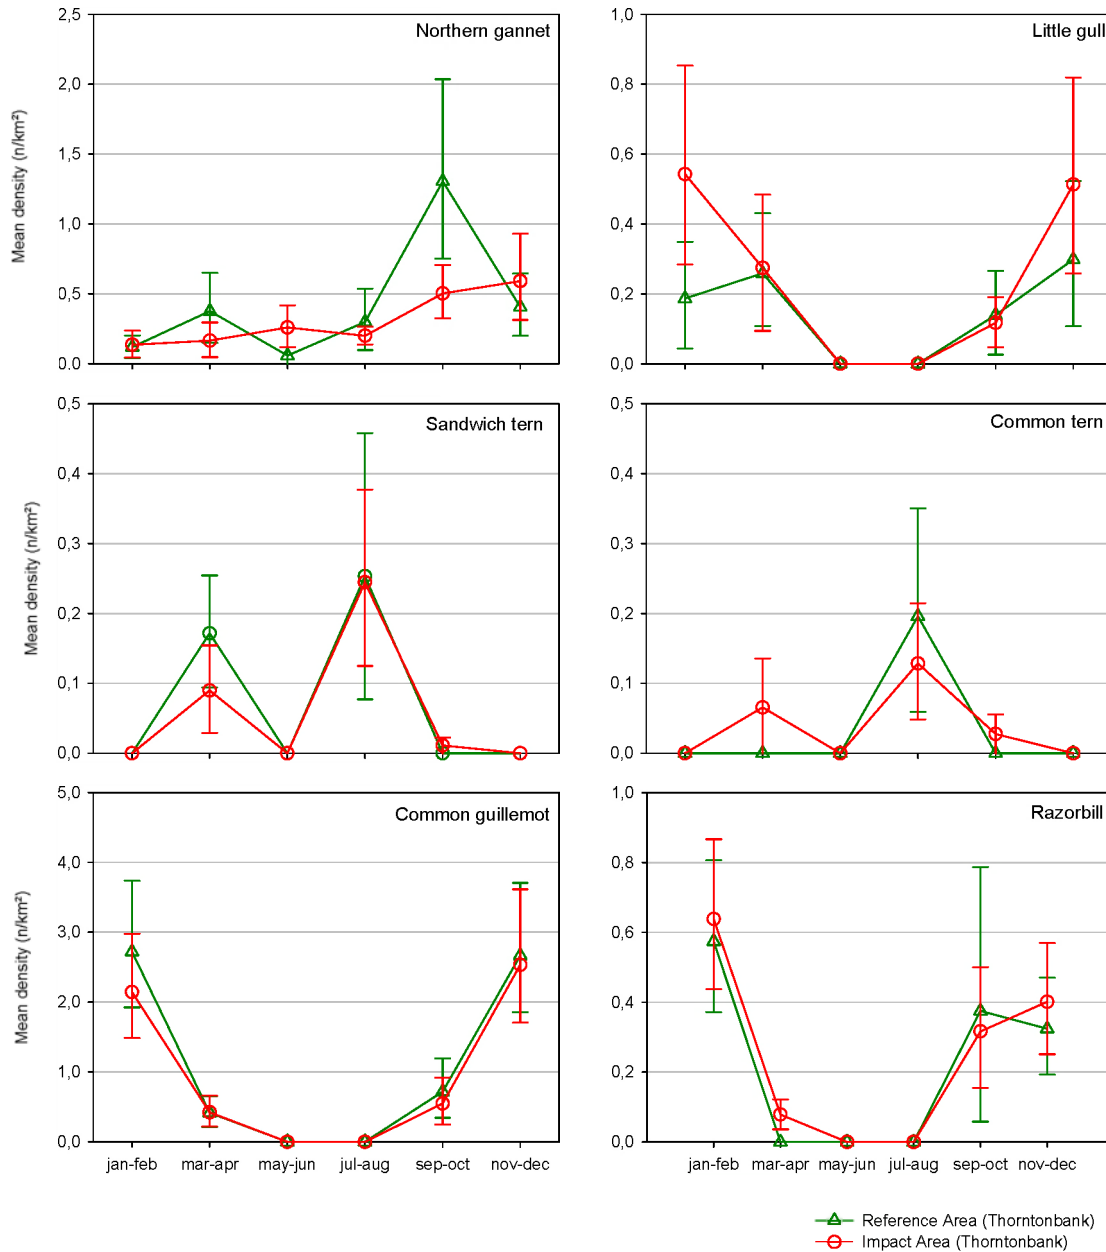 Northern gannet
2,5
2,0
1,5
1,0
0,5
0,0
Mean density (n/km²)
Little gull
1,0
0,8
0,6
0,4
0,2
0,0
Sandwich tern
0,5
0,4
0,3
0,2
0,1
0,0
Mean density (n/km²)
Common tern
0,5
0,4
0,3
0,2
0,1
0,0
Common guillemot
5,0
4,0
3,0
2,0
1,0
0,0
Mean density (n/km²)
jan-feb mar-apr may-jun jul-aug sep-oct nov-dec
Razorbill
1,0
0,8
0,6
0,4
0,2
0,0
jan-feb mar-apr may-jun jul-aug sep-oct nov-dec
Reference Area (Thorntonbank)
Impact Area (Thorntonbank)